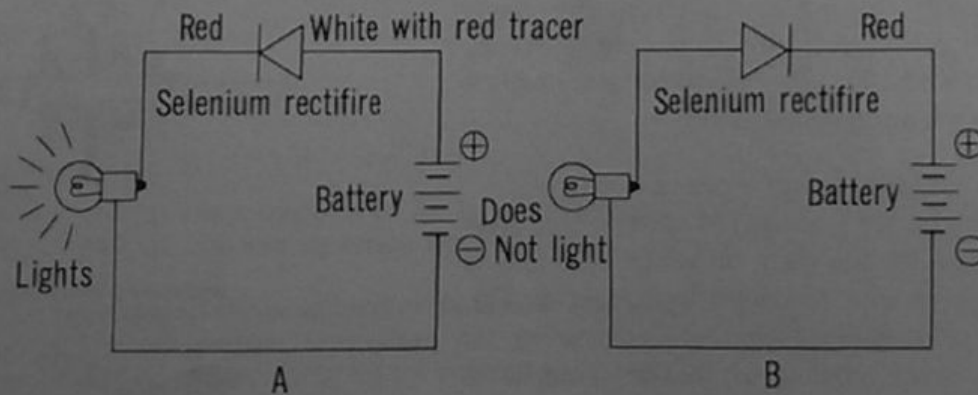 Red
White with red tracer
Selenium rectifire
⊕
Battery
⊖
Lights
A
Red
Selenium rectifire
⊕
Battery
Does
Not light
⊖
B